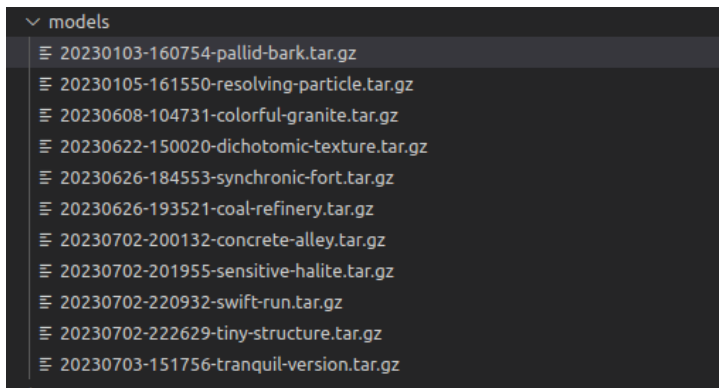 models
20230103-160754-pallid-bark.tar.gz
20230105-161550-resolving-particle.tar.gz
20230608-104731-colorful-granite.tar.gz
20230622-150020-dichotomic-texture.tar.gz
20230626-184553-synchronic-fort.tar.gz
20230626-193521-coal-refinery.tar.gz
20230702-200132-concrete-alley.tar.gz
20230702-201955-sensitive-halite.tar.gz
20230702-220932-swift-run.tar.gz
20230702-222629-tiny-structure.tar.gz
20230703-151756-tranquil-version.tar.gz